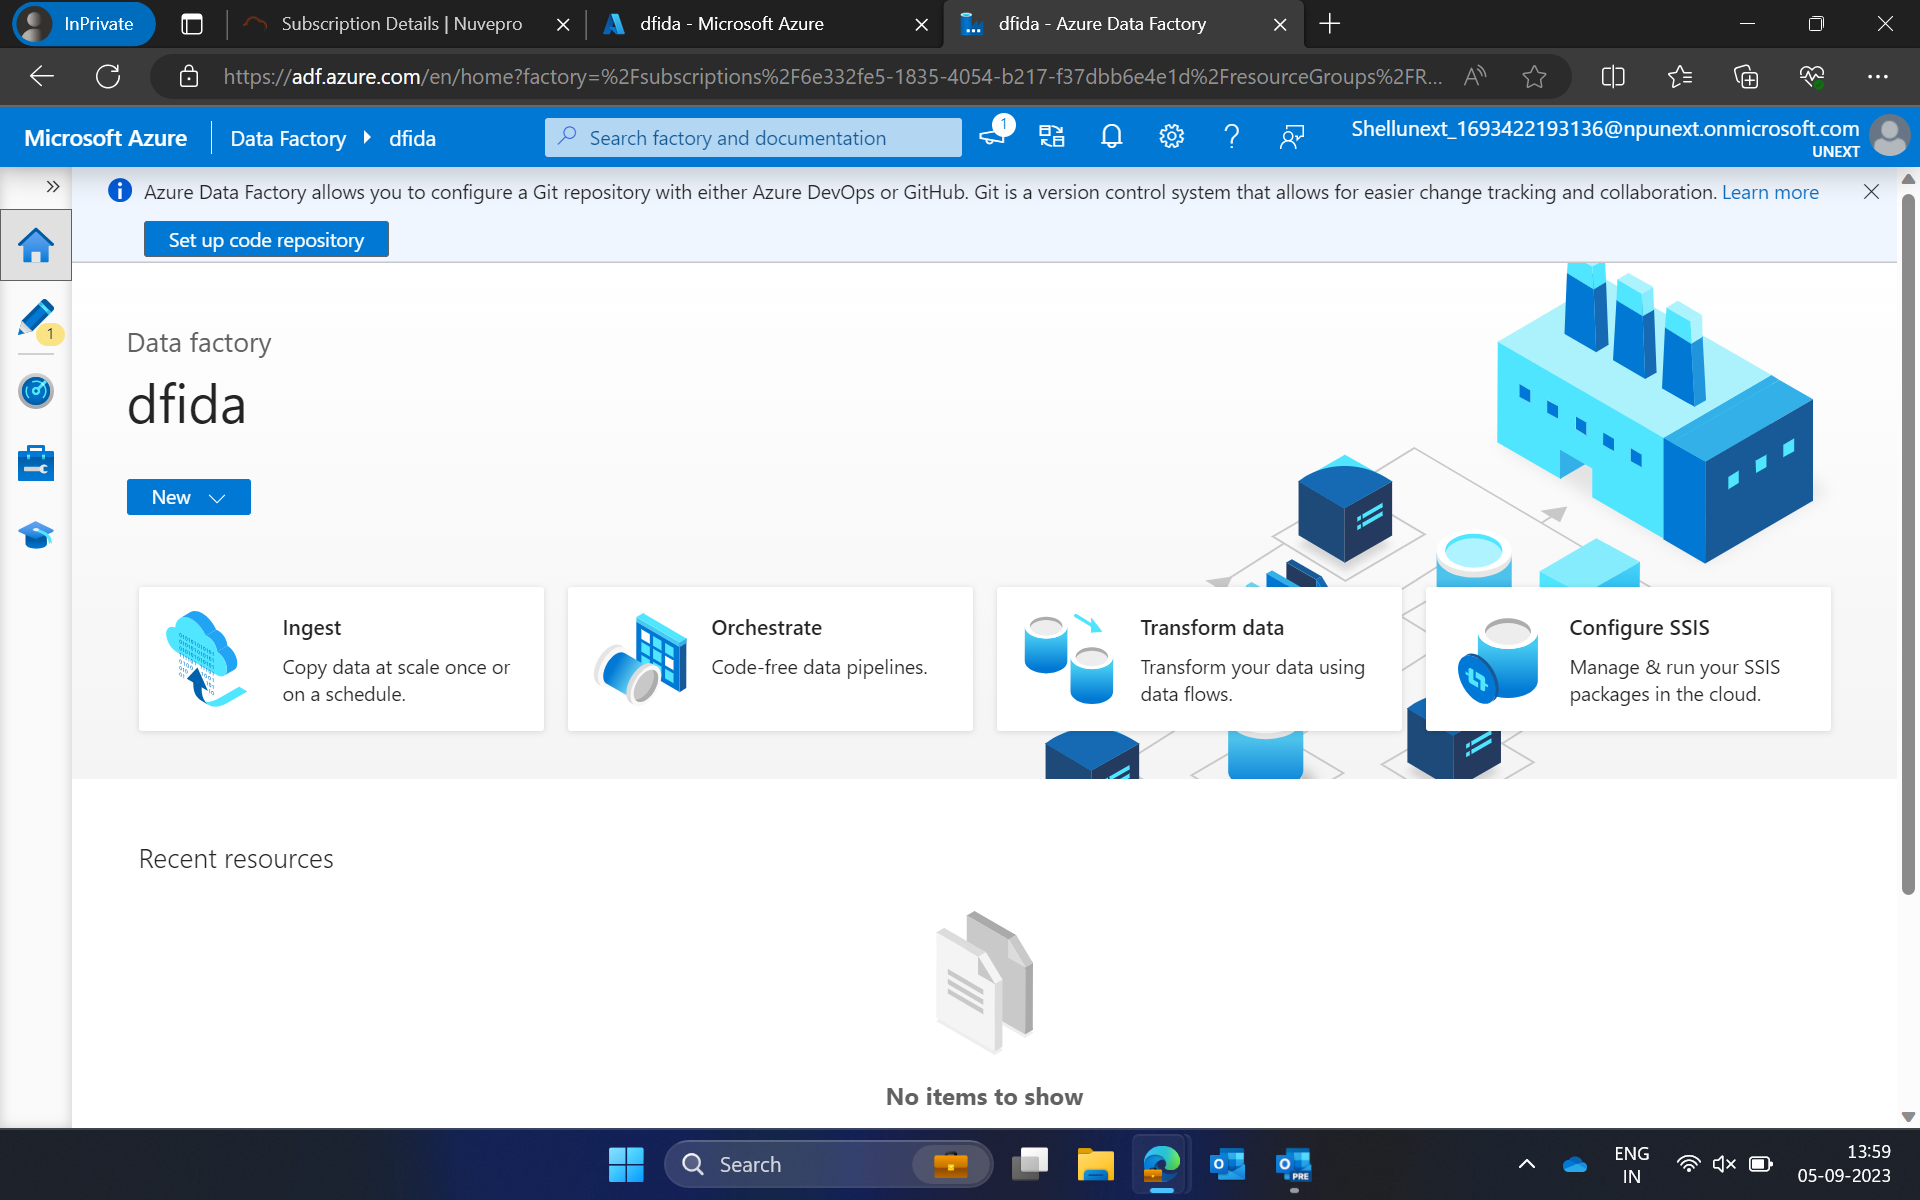 InPrivate
Subscription Details | Nuvepro
dfida - Microsoft Azure
dfida - Azure Data Factory
https://adf.azure.com/en/home?factory=%2Fsubscriptions%2F6e332fe5-1835-4054-b217-f37dbb6e4e1d%2FresourceGroups%2FR...
Microsoft Azure
Data Factory
dfida
Search factory and documentation
1
Shellunext_1693422193136@npunext.onmicrosoft.com
UNEXT
Azure Data Factory allows you to configure a Git repository with either Azure DevOps or GitHub. Git is a version control system that allows for easier change tracking and collaboration. Learn more
Set up code repository
1
Data factory
dfida
New
Ingest
Copy data at scale once or
on a schedule.
Orchestrate
Code-free data pipelines.
Transform data
Transform your data using
data flows.
Configure SSIS
Manage & run your SSIS
packages in the cloud.
Recent resources
No items to show
Search
PRE
ENG
IN
13:59
05-09-2023